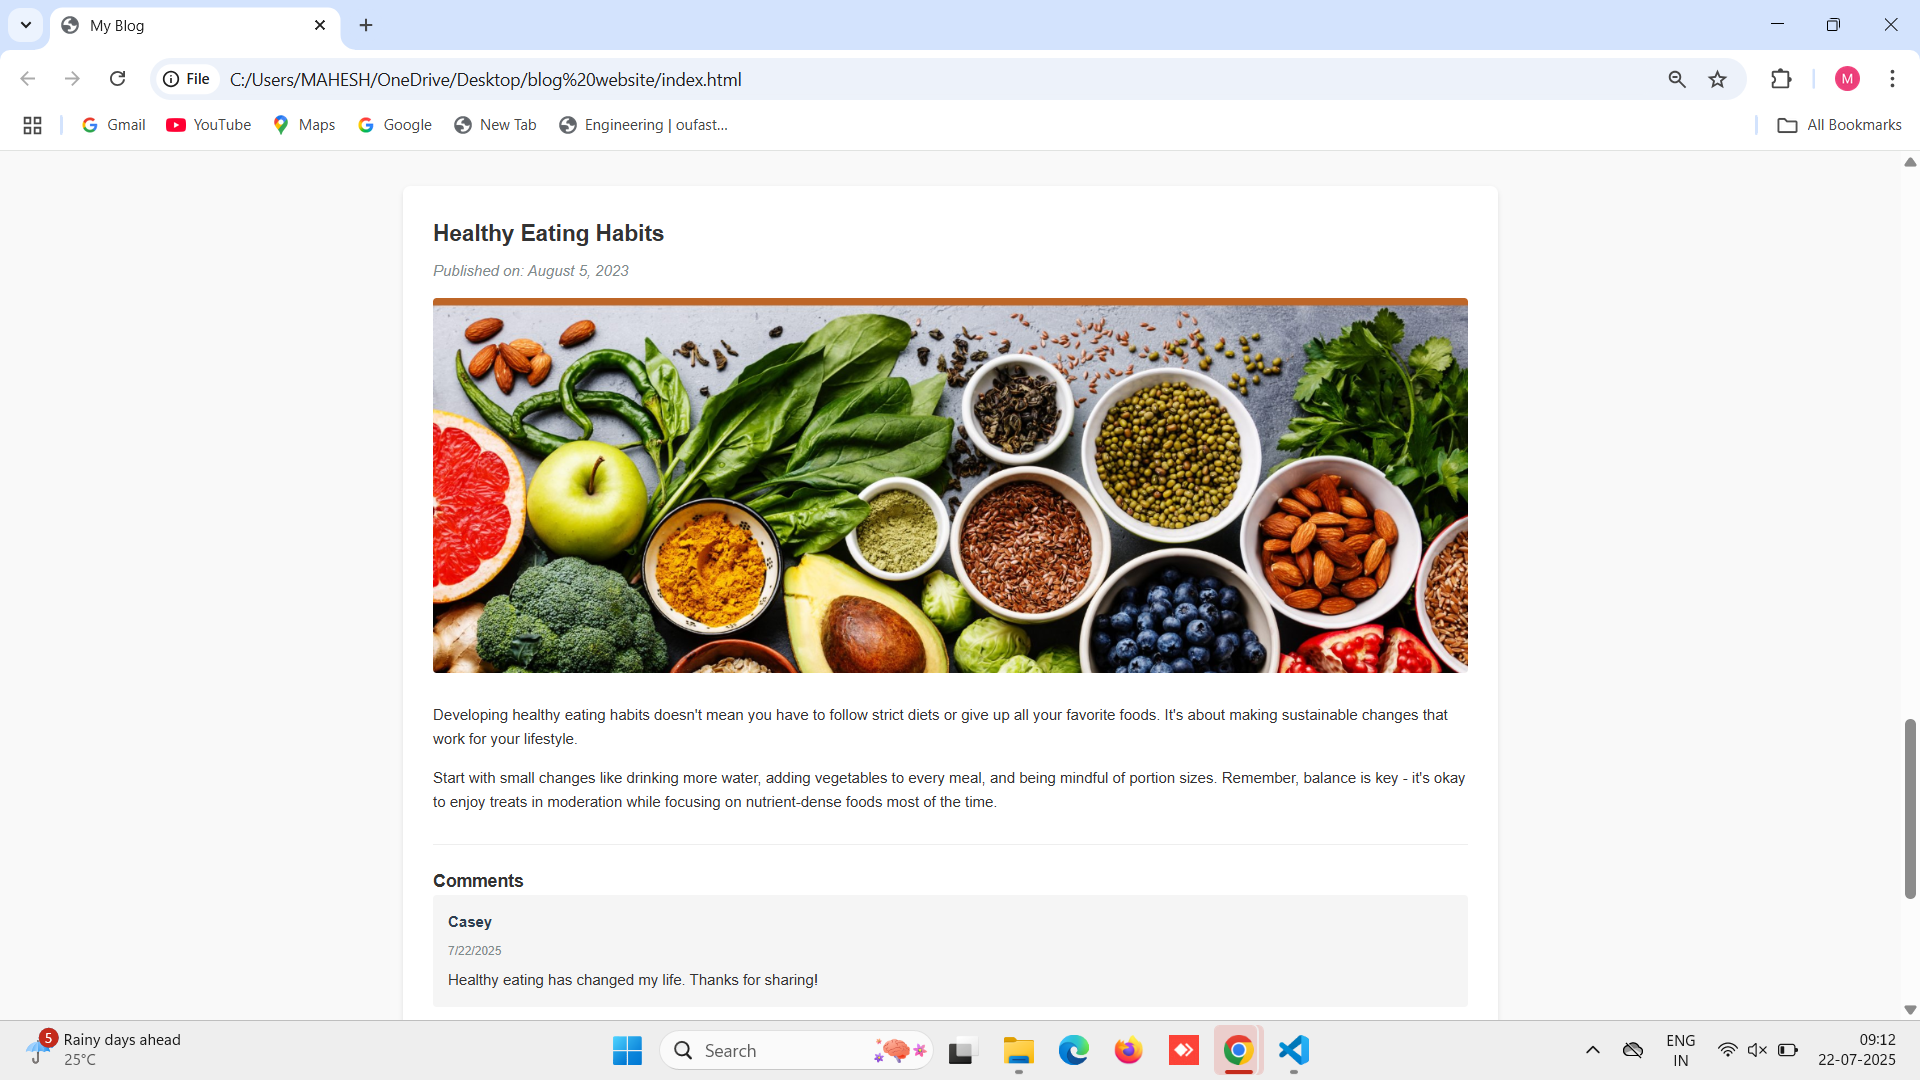 My Blog
File
C:/Users/MAHESH/OneDrive/Desktop/blog%20website/index.html
M
Gmail
YouTube
Maps
Google
New Tab
Engineering | oufast...
All Bookmarks
Healthy Eating Habits
Published on: August 5, 2023
Developing healthy eating habits doesn't mean you have to follow strict diets or give up all your favorite foods. It's about making sustainable changes that
work for your lifestyle.
Start with small changes like drinking more water, adding vegetables to every meal, and being mindful of portion sizes. Remember, balance is key - it's okay
to enjoy treats in moderation while focusing on nutrient-dense foods most of the time.
Comments
Casey
7/22/2025
Healthy eating has changed my life. Thanks for sharing!
5
Rainy days ahead
25°C
Search
ENG
IN
09:12
22-07-2025